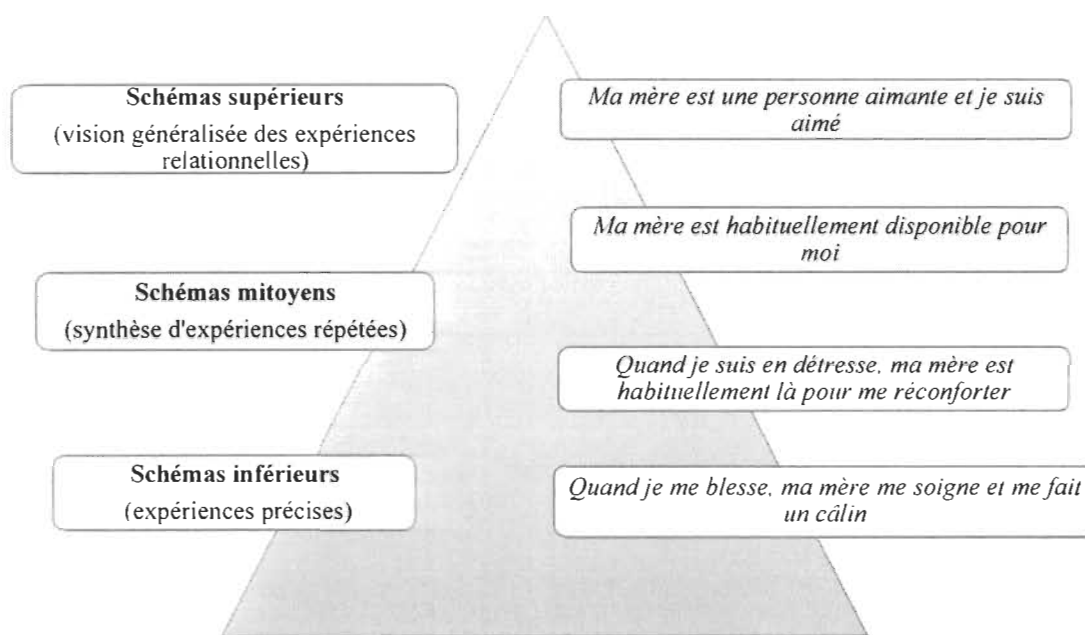 Schémas supérieurs
(vision généralisée des expériences
relationnelles)
Ma mère est une personne aimante et je suis
aimé
Ma mère est habituellement disponible pour
moi
Schémas mitoyens
(synthèse d'expériences répétées)
Quand je suis en détresse, ma mère est
habituellement là pour me réconforter
Schémas inférieurs
(expériences précises)
Quand je me blesse, ma mère me soigne et me fait
un câlin